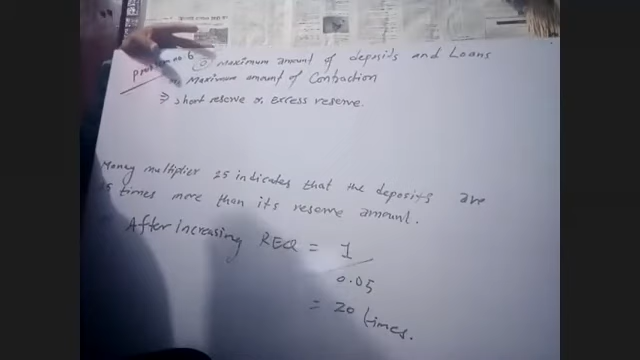 problem no. 6 ① Maximum amount of deposits and Loans
Maximum amount of Contraction
⇒ short reserve or excess reserve.
Money multiplier 25 indicates that the deposits are
25 times more than its reserve amount.
After increasing REQ = 1
0.05
= 20 times.